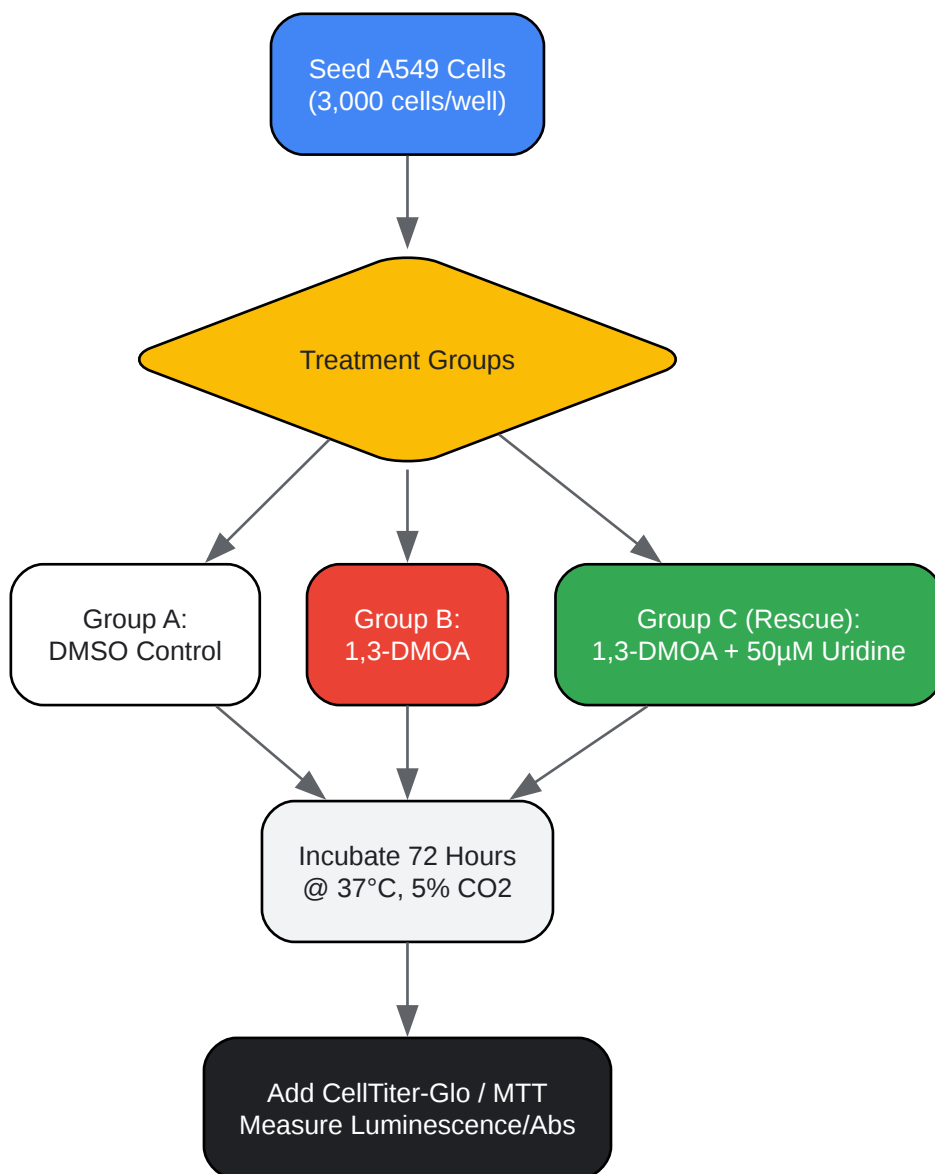 Seed A549 Cells
(3,000 cells/well)
Treatment Groups
Group A:
DMSO Control
Group B:
1,3-DMOA
Group C (Rescue):
1,3-DMOA + 50µM Uridine
Incubate 72 Hours
@ 37°C, 5% CO2
Add CellTiter-Glo / MTT
Measure Luminescence/Abs